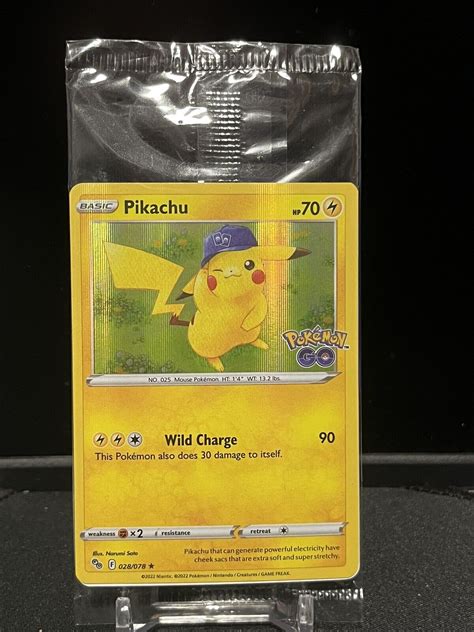 BASIC Pikachu HP70
Pokémon
GO
NO. 025 Mouse Pokémon HT: 1'4" WT: 13.2 lbs.
Wild Charge 90
This Pokémon also does 30 damage to itself.
weakness ×2 resistance retreat
Illus. Narumi Sato
F 028/078 ★
Pikachu that can generate powerful electricity have
cheek sacs that are extra soft and super stretchy.
©2022 Niantic. ©2022 Pokémon / Nintendo / Creatures / GAME FREAK.